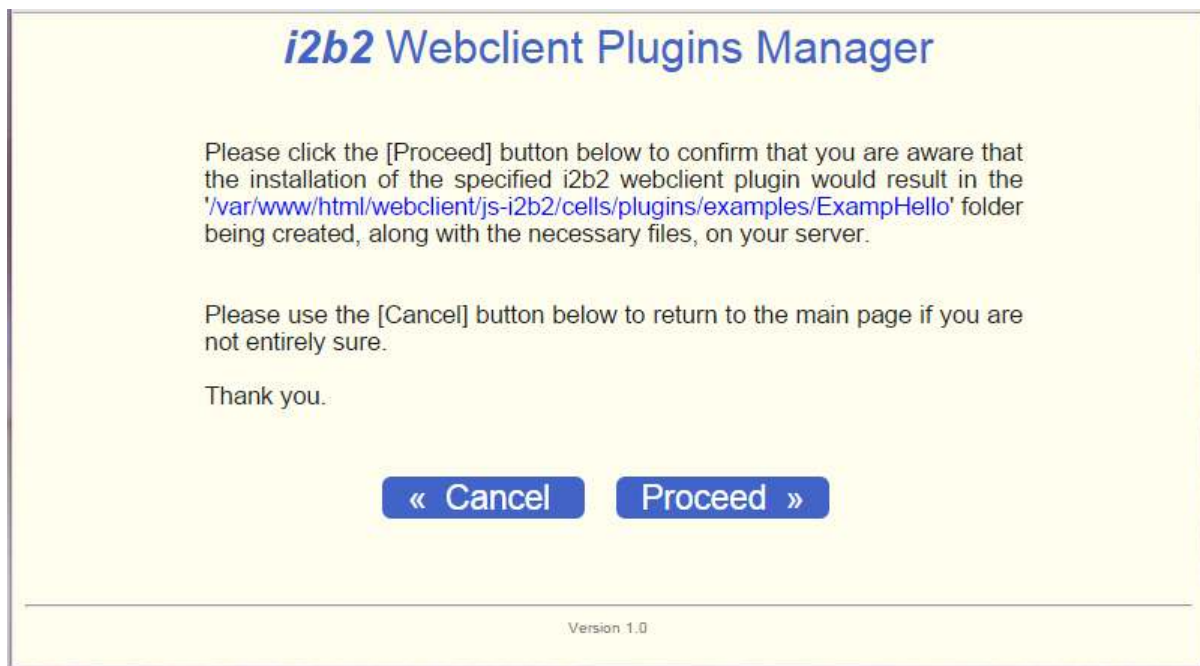 i2b2 Webclient Plugins Manager
Please click the [Proceed] button below to confirm that you are aware that
the installation of the specified i2b2 webclient plugin would result in the
'/var/www/html/webclient/js-i2b2/cells/plugins/examples/ExampHello' folder
being created, along with the necessary files, on your server.
Please use the [Cancel] button below to return to the main page if you are
not entirely sure.
Thank you.
« Cancel
Proceed »
Version 1.0